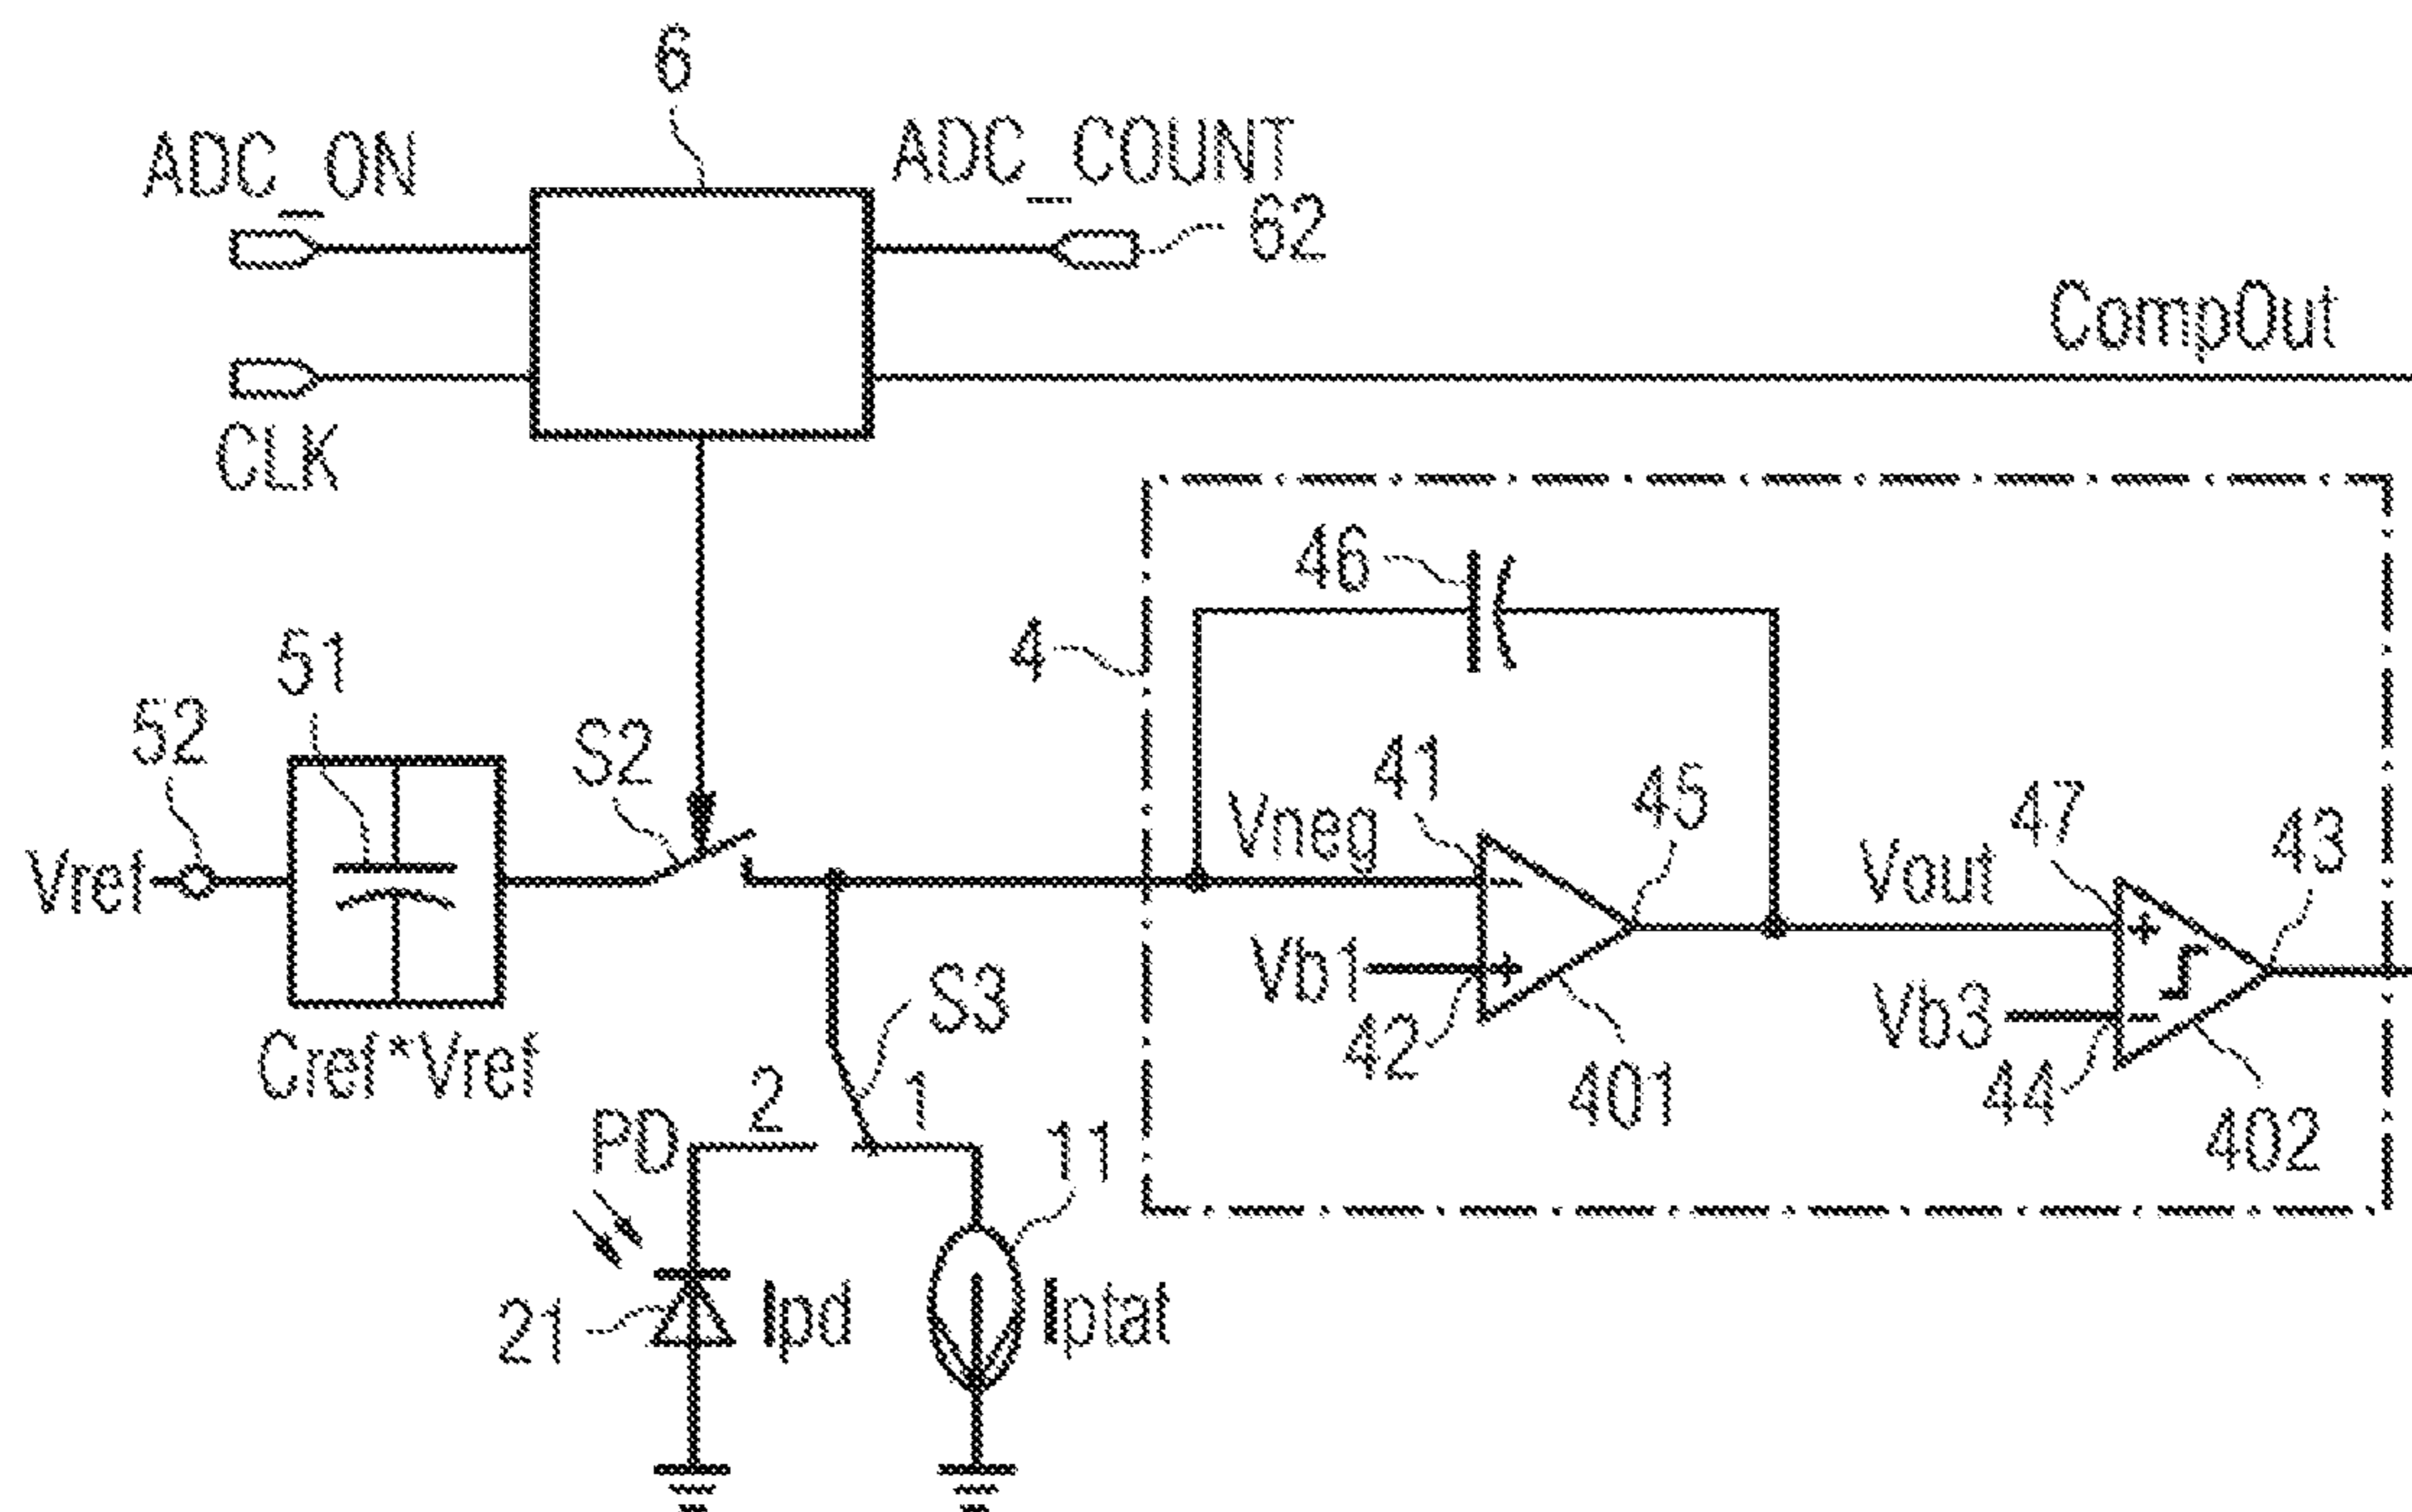 6
ADC_ON
ADC_COUNT
62
CompOut
CLK
46
4
51
52
S2
41
45
47
43
Vneg
Vout
Vref
Vb1
S3
Vb3
42
44
Cref*Vref
401
402
2
1
PD
11
21
Ipd
Iptat